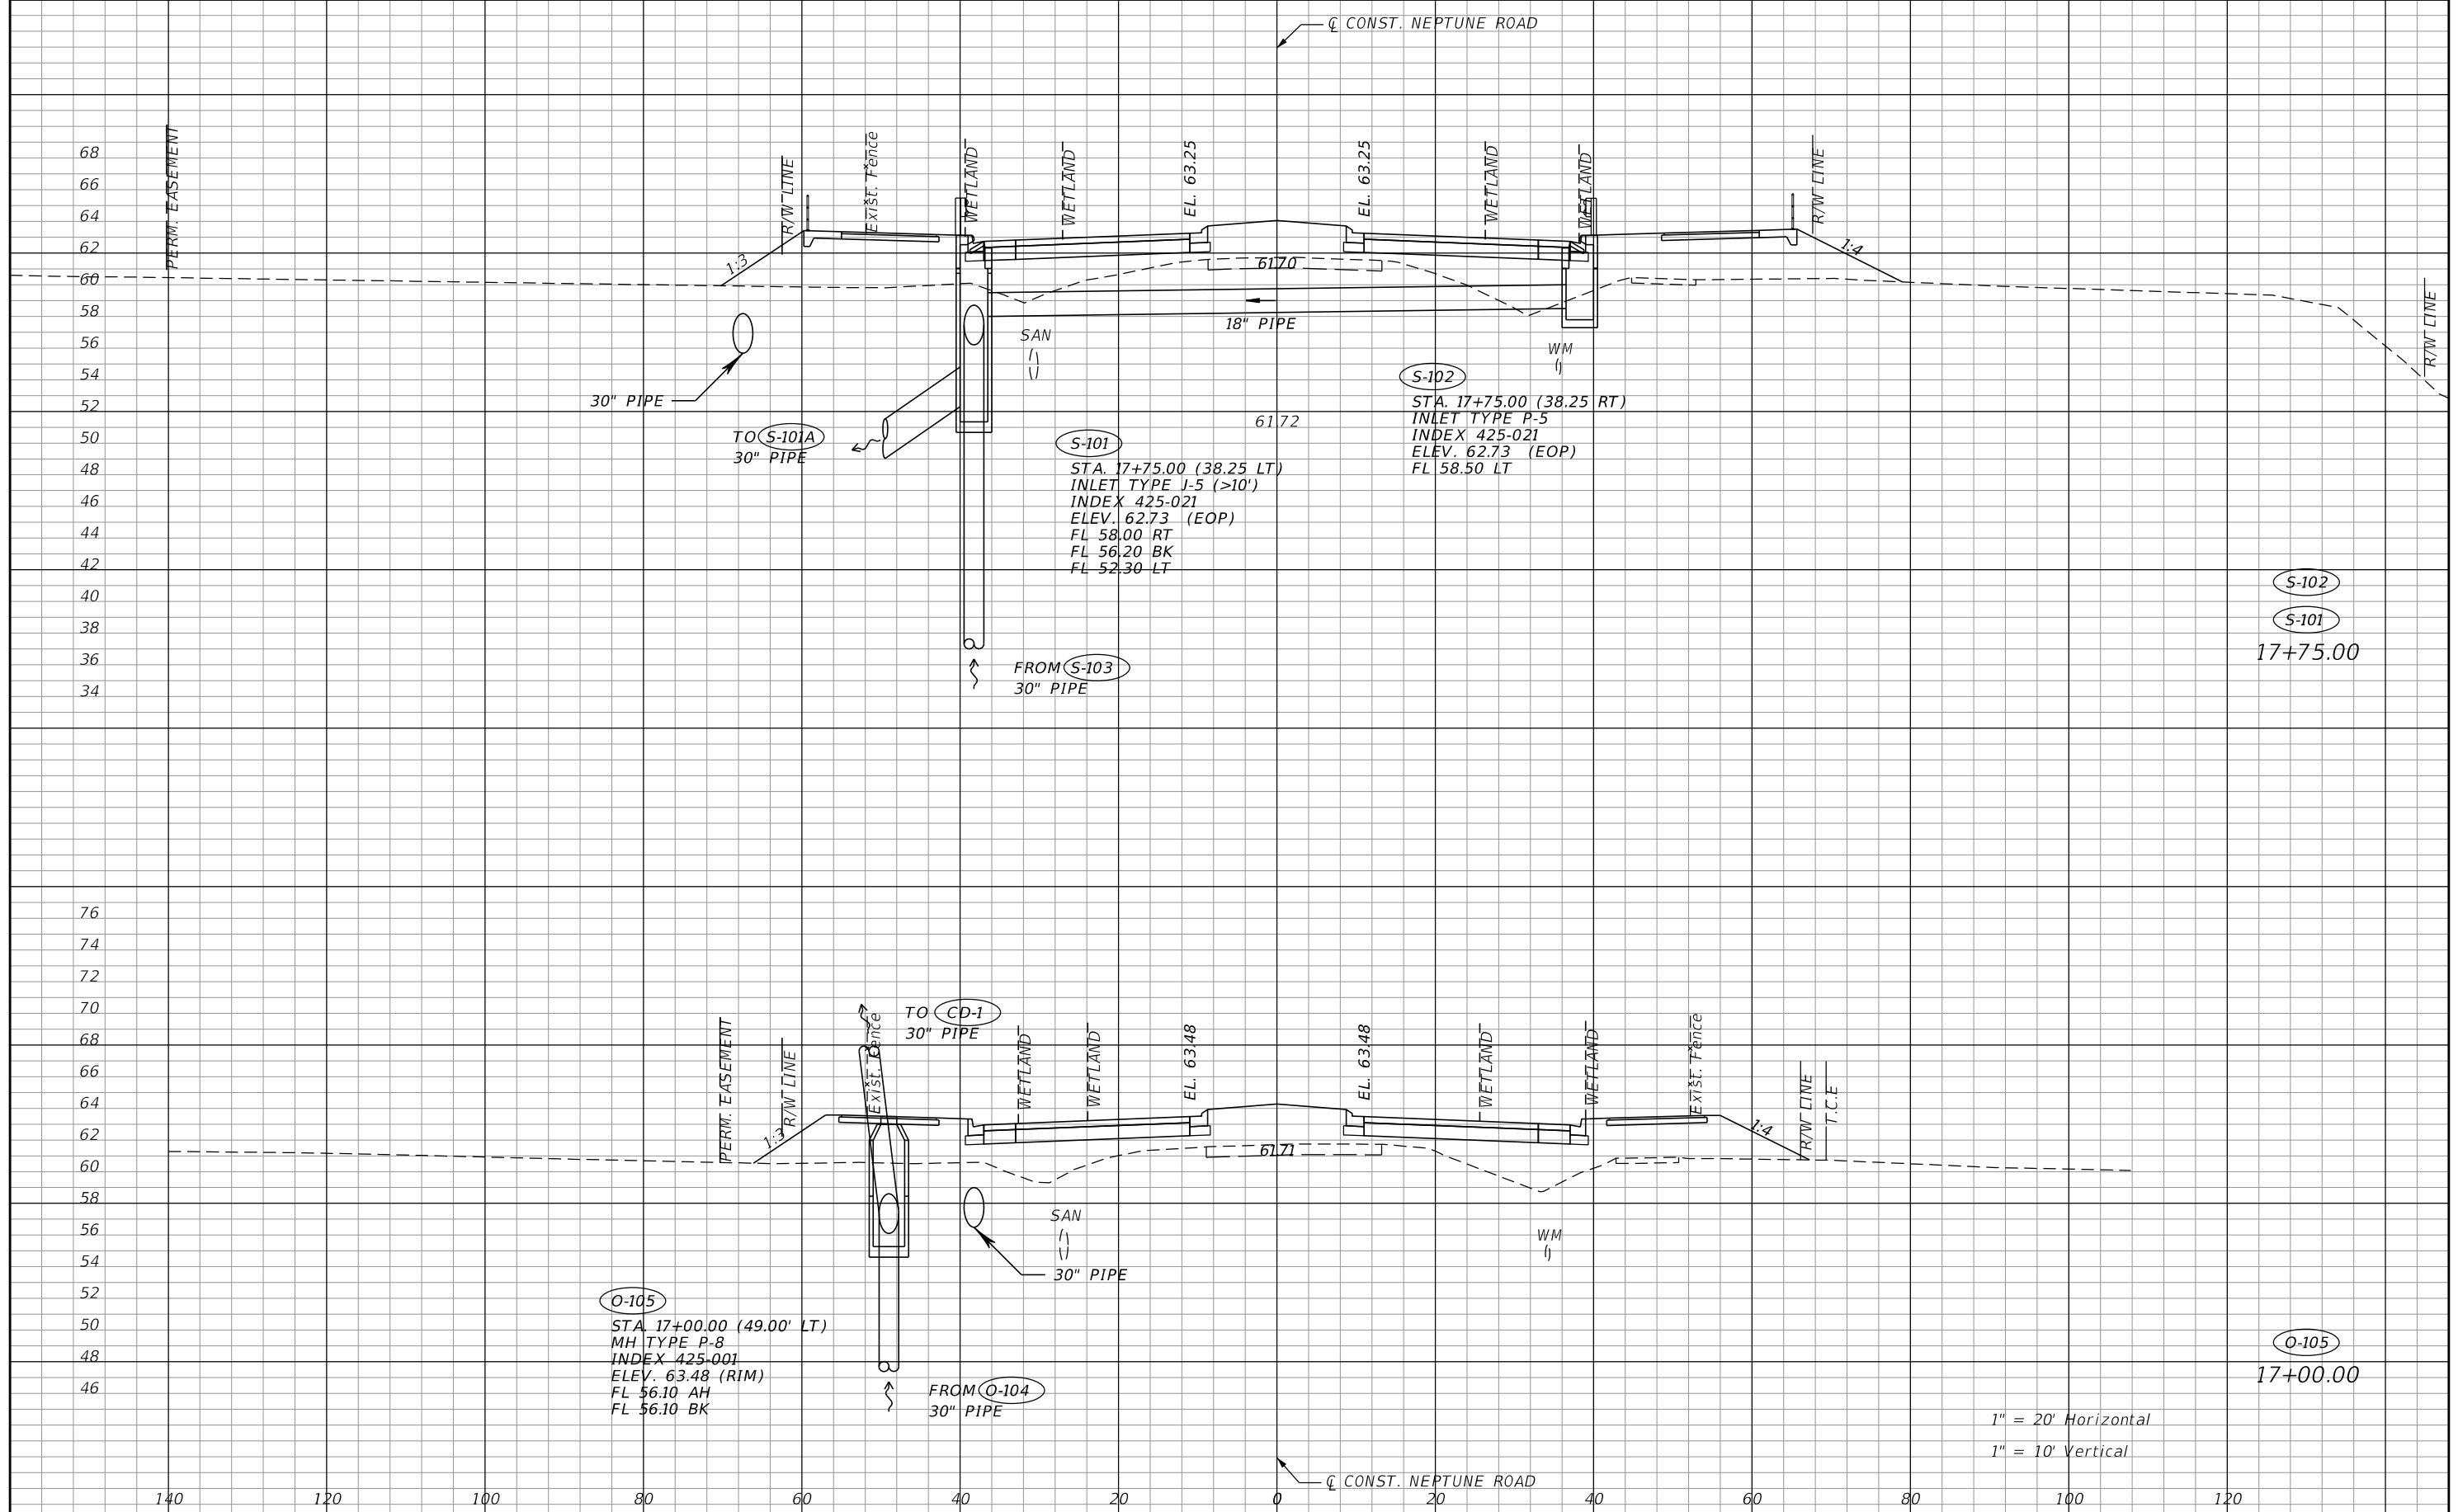 ℄ CONST. NEPTUNE ROAD
PERM. EASEMENT
R/W LINE
Exist. Fence
WETLAND
WETLAND
EL. 63.25
EL. 63.25
WETLAND
WETLAND
R/W LINE
R/W LINE
68
66
64
62
60
58
56
54
52
50
48
46
44
42
40
38
36
34
1:3
1:4
61.70
18" PIPE
SAN
WM
30" PIPE
TO S-101A
30" PIPE
61.72
S-101
STA. 17+75.00 (38.25 LT)
INLET TYPE J-5 (>10')
INDEX 425-021
ELEV. 62.73 (EOP)
FL 58.00 RT
FL 56.20 BK
FL 52.30 LT
S-102
STA. 17+75.00 (38.25 RT)
INLET TYPE P-5
INDEX 425-021
ELEV. 62.73 (EOP)
FL 58.50 LT
FROM S-103
30" PIPE
S-102
S-101
17+75.00
76
74
72
70
68
66
64
62
60
58
56
54
52
50
48
46
TO CD-1
30" PIPE
PERM. EASEMENT
R/W LINE
Exist. Fence
WETLAND
WETLAND
EL. 63.48
EL. 63.48
WETLAND
WETLAND
Exist. Fence
R/W LINE
T.C.E
1:3
1:4
61.71
SAN
WM
30" PIPE
O-105
STA. 17+00.00 (49.00' LT)
MH TYPE P-8
INDEX 425-001
ELEV. 63.48 (RIM)
FL 56.10 AH
FL 56.10 BK
FROM O-104
30" PIPE
O-105
17+00.00
1" = 20' Horizontal
1" = 10' Vertical
℄ CONST. NEPTUNE ROAD
140 120 100 80 60 40 20 0 20 40 60 80 100 120